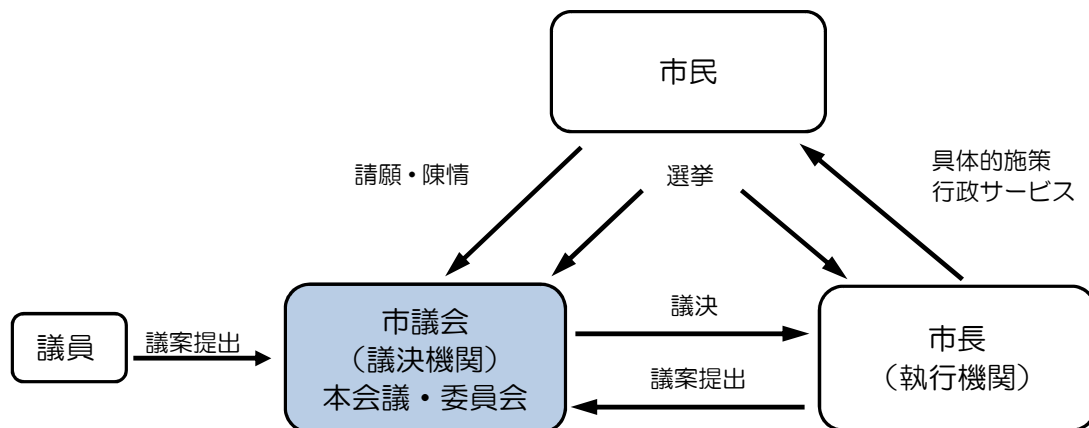 市民
請願・陳情
選挙
具体的施策
行政サービス
議員
議案提出
市議会
（議決機関）
本会議・委員会
議決
議案提出
市長
（執行機関）